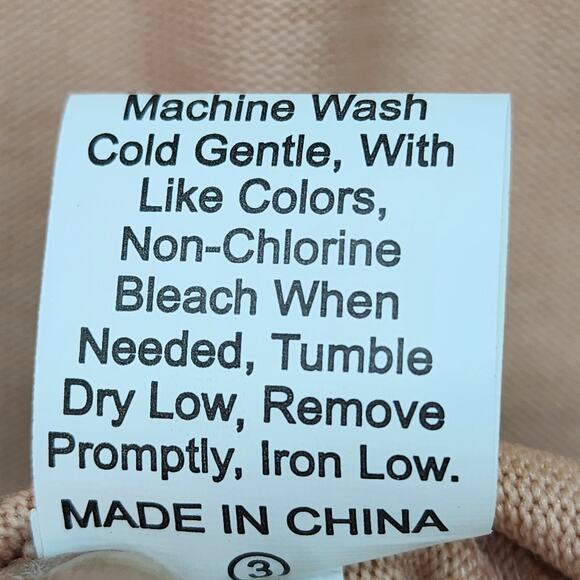 Machine Wash
Cold Gentle, With
Like Colors,
Non-Chlorine
Bleach When
Needed, Tumble
Dry Low, Remove
Promptly, Iron Low.
MADE IN CHINA
3